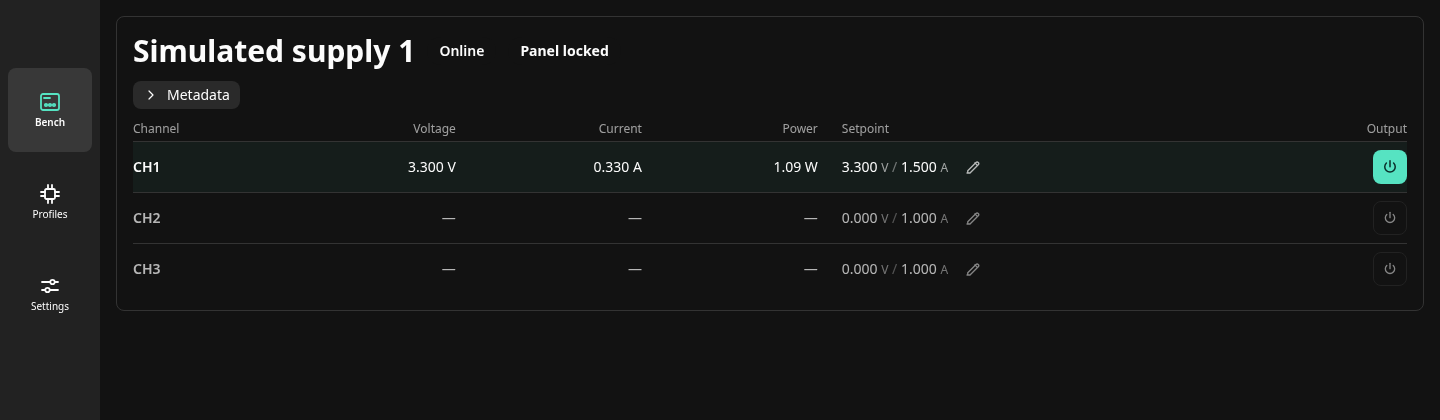 Bench
Profiles
Settings
Simulated supply 1 Online Panel locked
Metadata
Channel Voltage Current Power Setpoint Output
CH1 3.300 V 0.330 A 1.09 W 3.300 V / 1.500 A
CH2 — — — 0.000 V / 1.000 A
CH3 — — — 0.000 V / 1.000 A